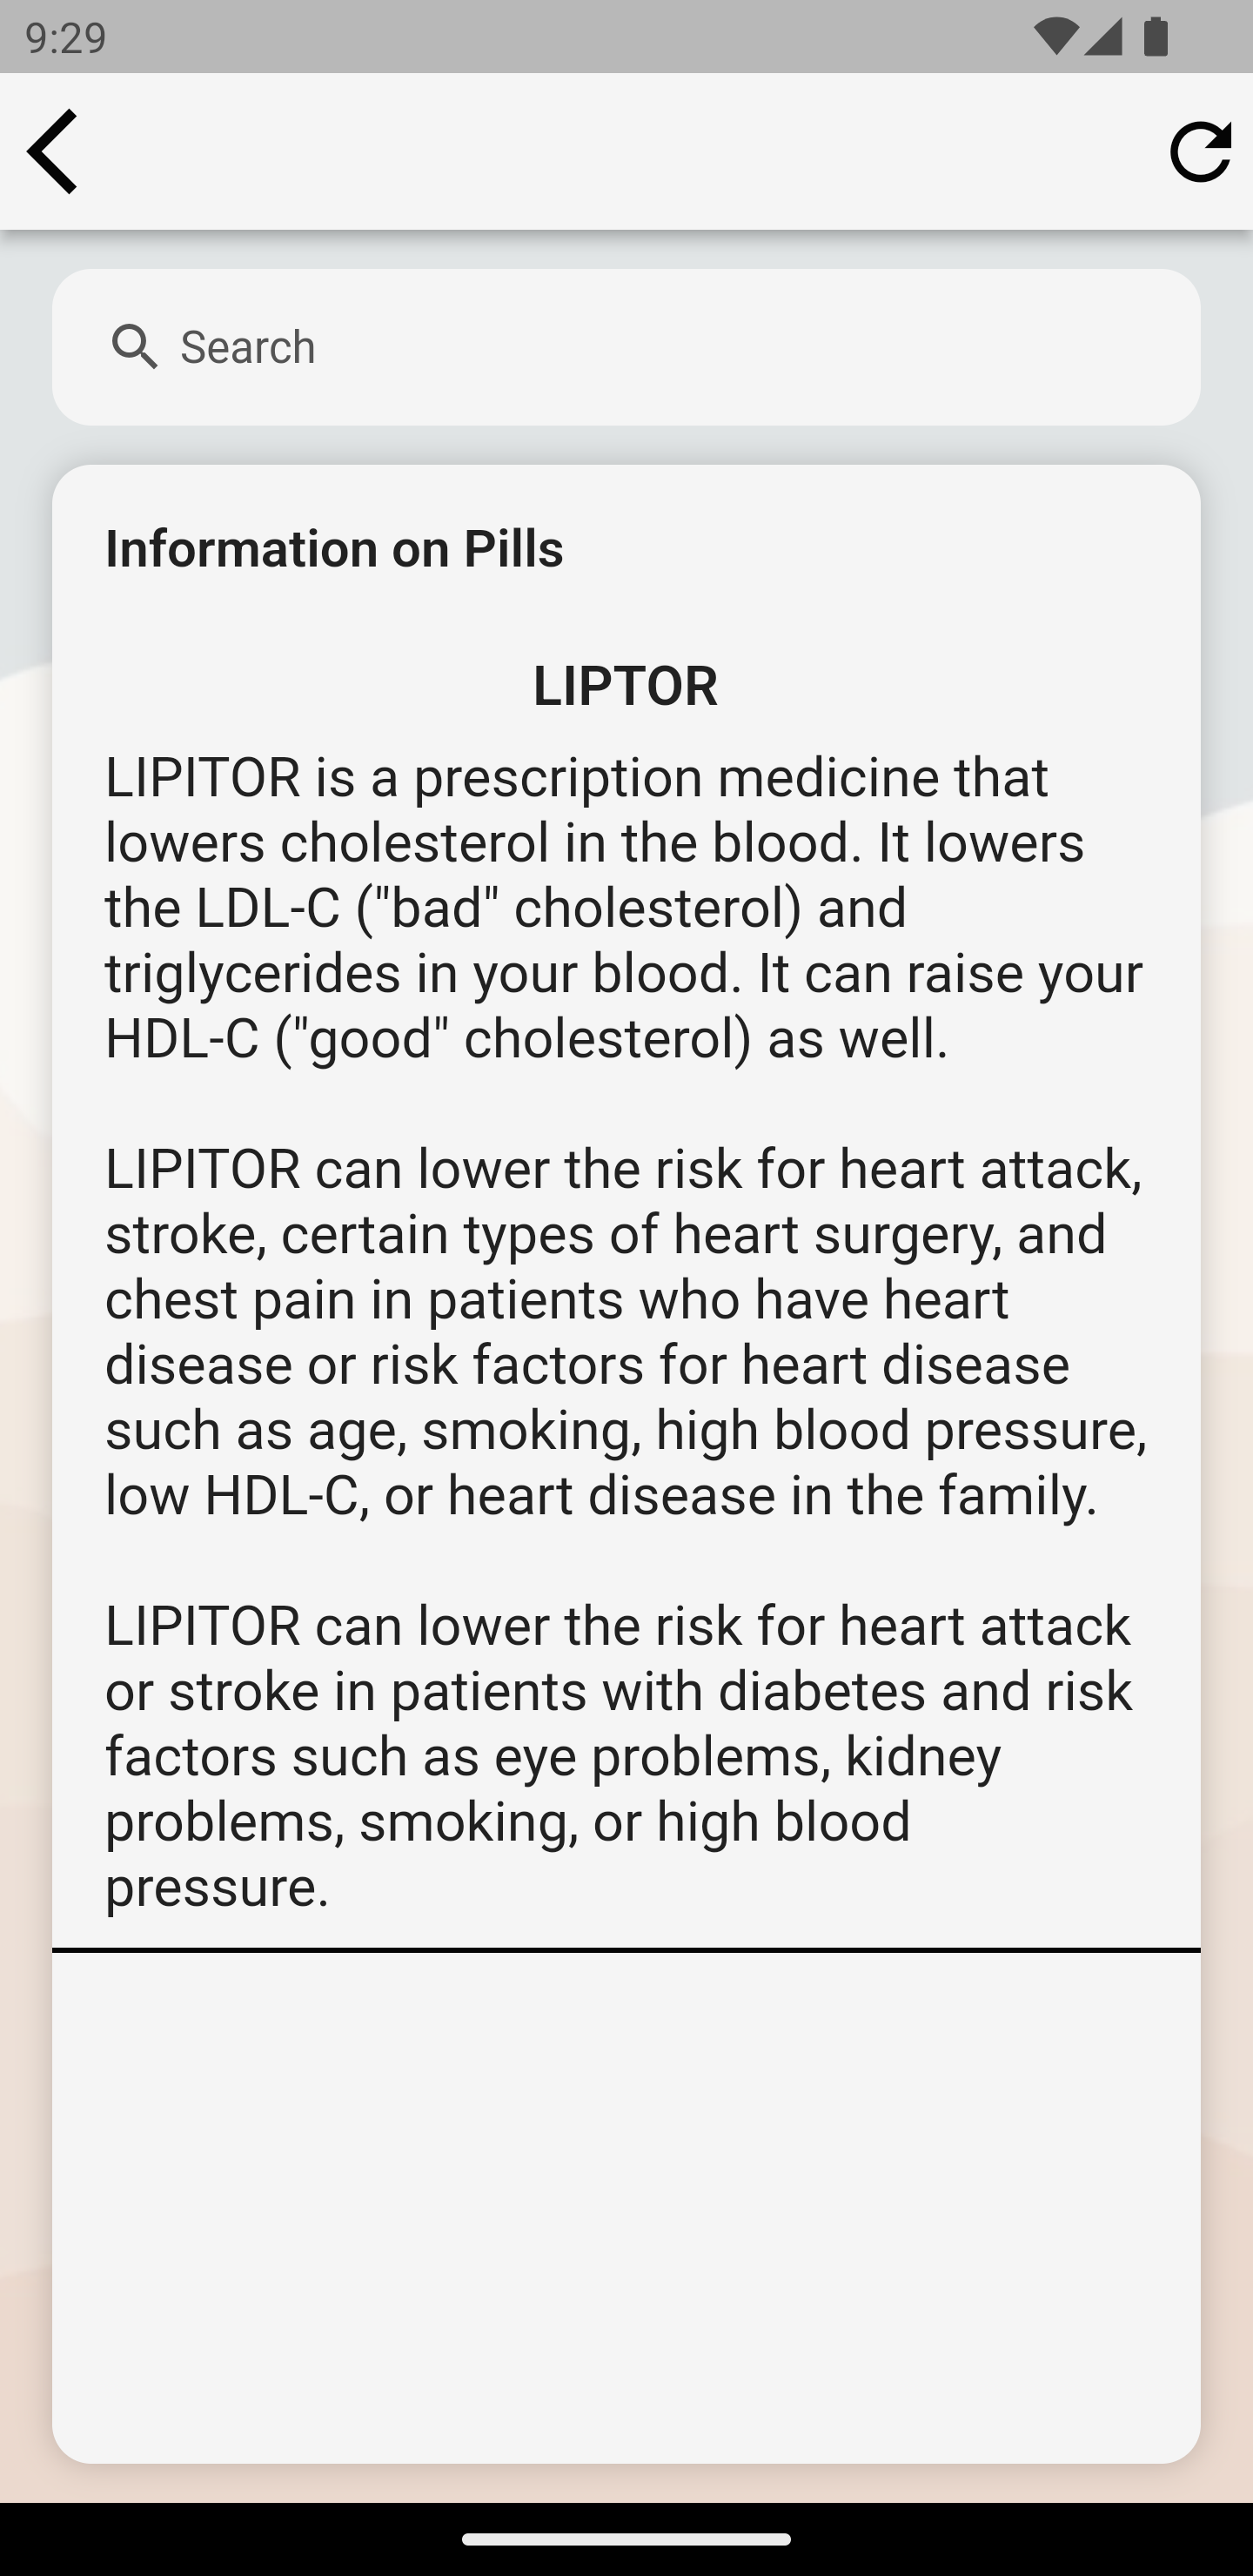 9:29
Search
Information on Pills
LIPTOR
LIPITOR is a prescription medicine that
lowers cholesterol in the blood. It lowers
the LDL-C ("bad" cholesterol) and
triglycerides in your blood. It can raise your
HDL-C ("good" cholesterol) as well.
LIPITOR can lower the risk for heart attack,
stroke, certain types of heart surgery, and
chest pain in patients who have heart
disease or risk factors for heart disease
such as age, smoking, high blood pressure,
low HDL-C, or heart disease in the family.
LIPITOR can lower the risk for heart attack
or stroke in patients with diabetes and risk
factors such as eye problems, kidney
problems, smoking, or high blood
pressure.